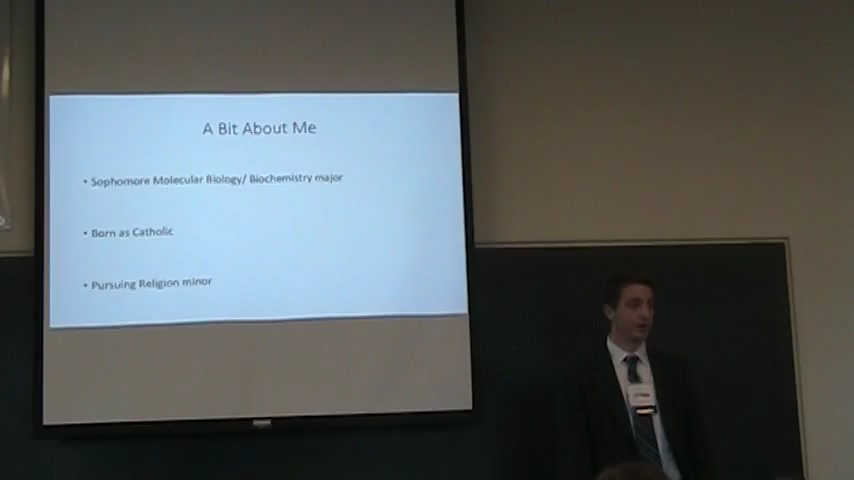 A Bit About Me
• Sophomore Molecular Biology/ Biochemistry major
• Born as Catholic
• Pursuing Religion minor